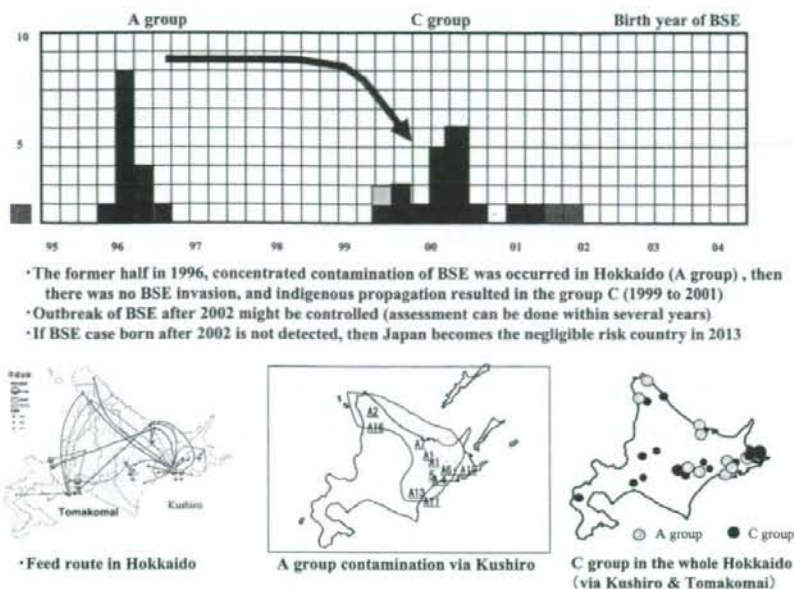 A group
C group
Birth year of BSE
10
5
95 96 97 98 99 00 01 02 03 04
・The former half in 1996, concentrated contamination of BSE was occurred in Hokkaido (A group) , then
there was no BSE invasion, and indigenous propagation resulted in the group C (1999 to 2001)
・Outbreak of BSE after 2002 might be controlled (assessment can be done within several years)
・If BSE case born after 2002 is not detected, then Japan becomes the negligible risk country in 2013
Tomakomai
Kushiro
・Feed route in Hokkaido
A2
A16
A1
A1
A6
A13
A11
A group contamination via Kushiro
A group
C group
C group in the whole Hokkaido
(via Kushiro & Tomakomai)